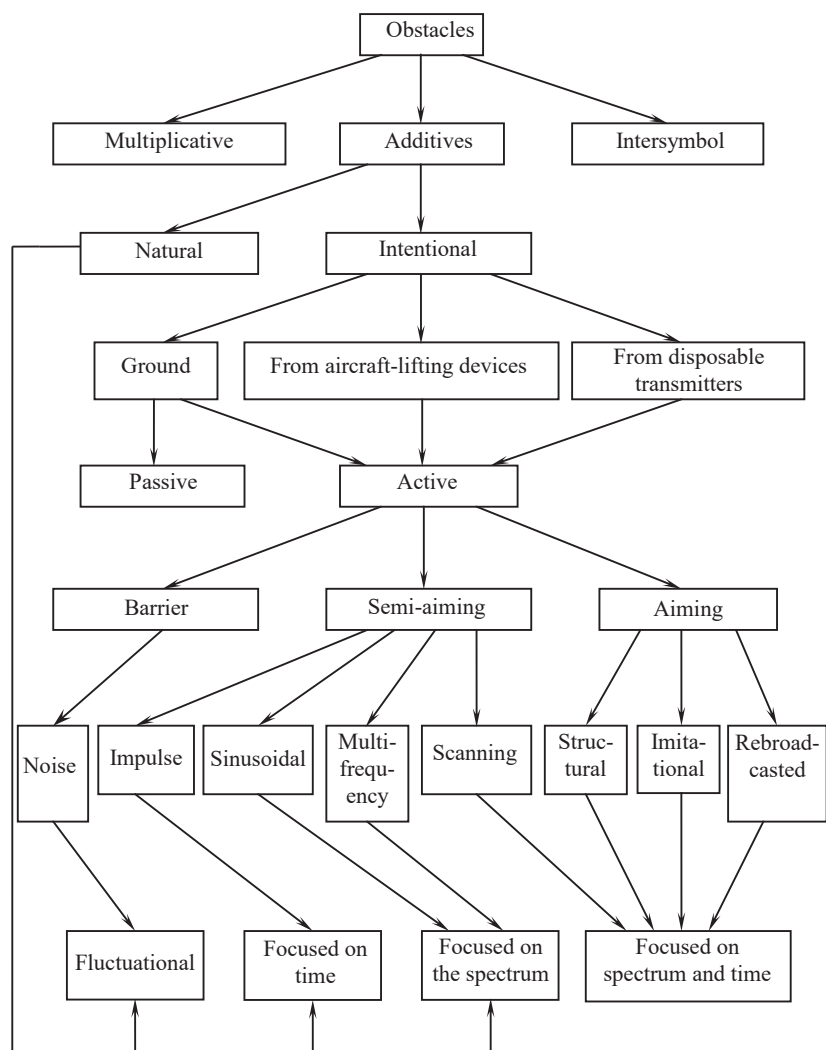 Obstacles
Multiplicative
Additives
Intersymbol
Natural
Intentional
Ground
From aircraft-lifting devices
From disposable
transmitters
Passive
Active
Barrier
Semi-aiming
Aiming
Noise
Impulse
Sinusoidal
Multi-
frequ-
ency
Scanning
Struc-
tural
Imita-
tional
Rebroad-
casted
Fluctuational
Focused on
time
Focused on
the spectrum
Focused on
spectrum and time